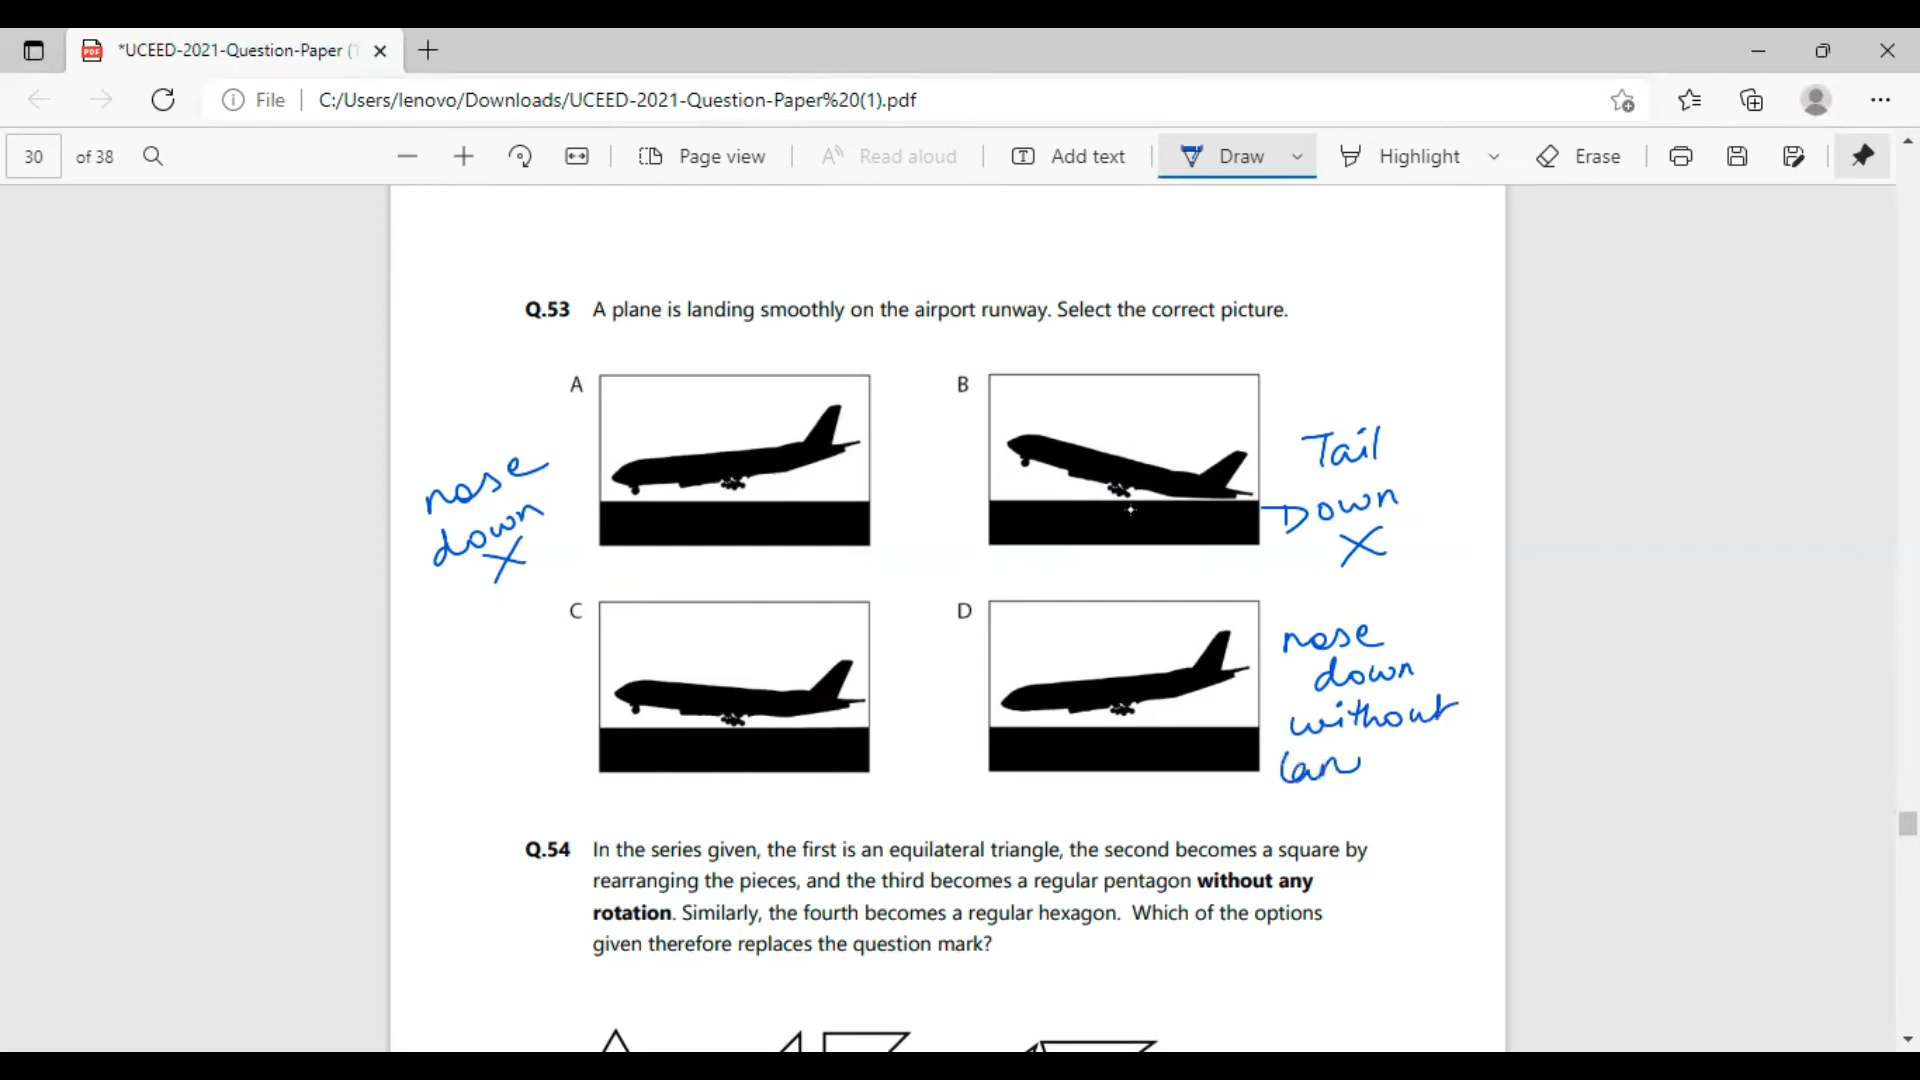 *UCEED-2021-Question-Paper (
File
C:/Users/lenovo/Downloads/UCEED-2021-Question-Paper%20(1).pdf
30 of 38
Page view
Read aloud
Add text
Draw
Highlight
Erase
Q.53 A plane is landing smoothly on the airport runway. Select the correct picture.
A
B
nose
down
X
Tail
Down
X
C
D
nose
down
without
lan
Q.54 In the series given, the first is an equilateral triangle, the second becomes a square by
rearranging the pieces, and the third becomes a regular pentagon without any
rotation. Similarly, the fourth becomes a regular hexagon. Which of the options
given therefore replaces the question mark?